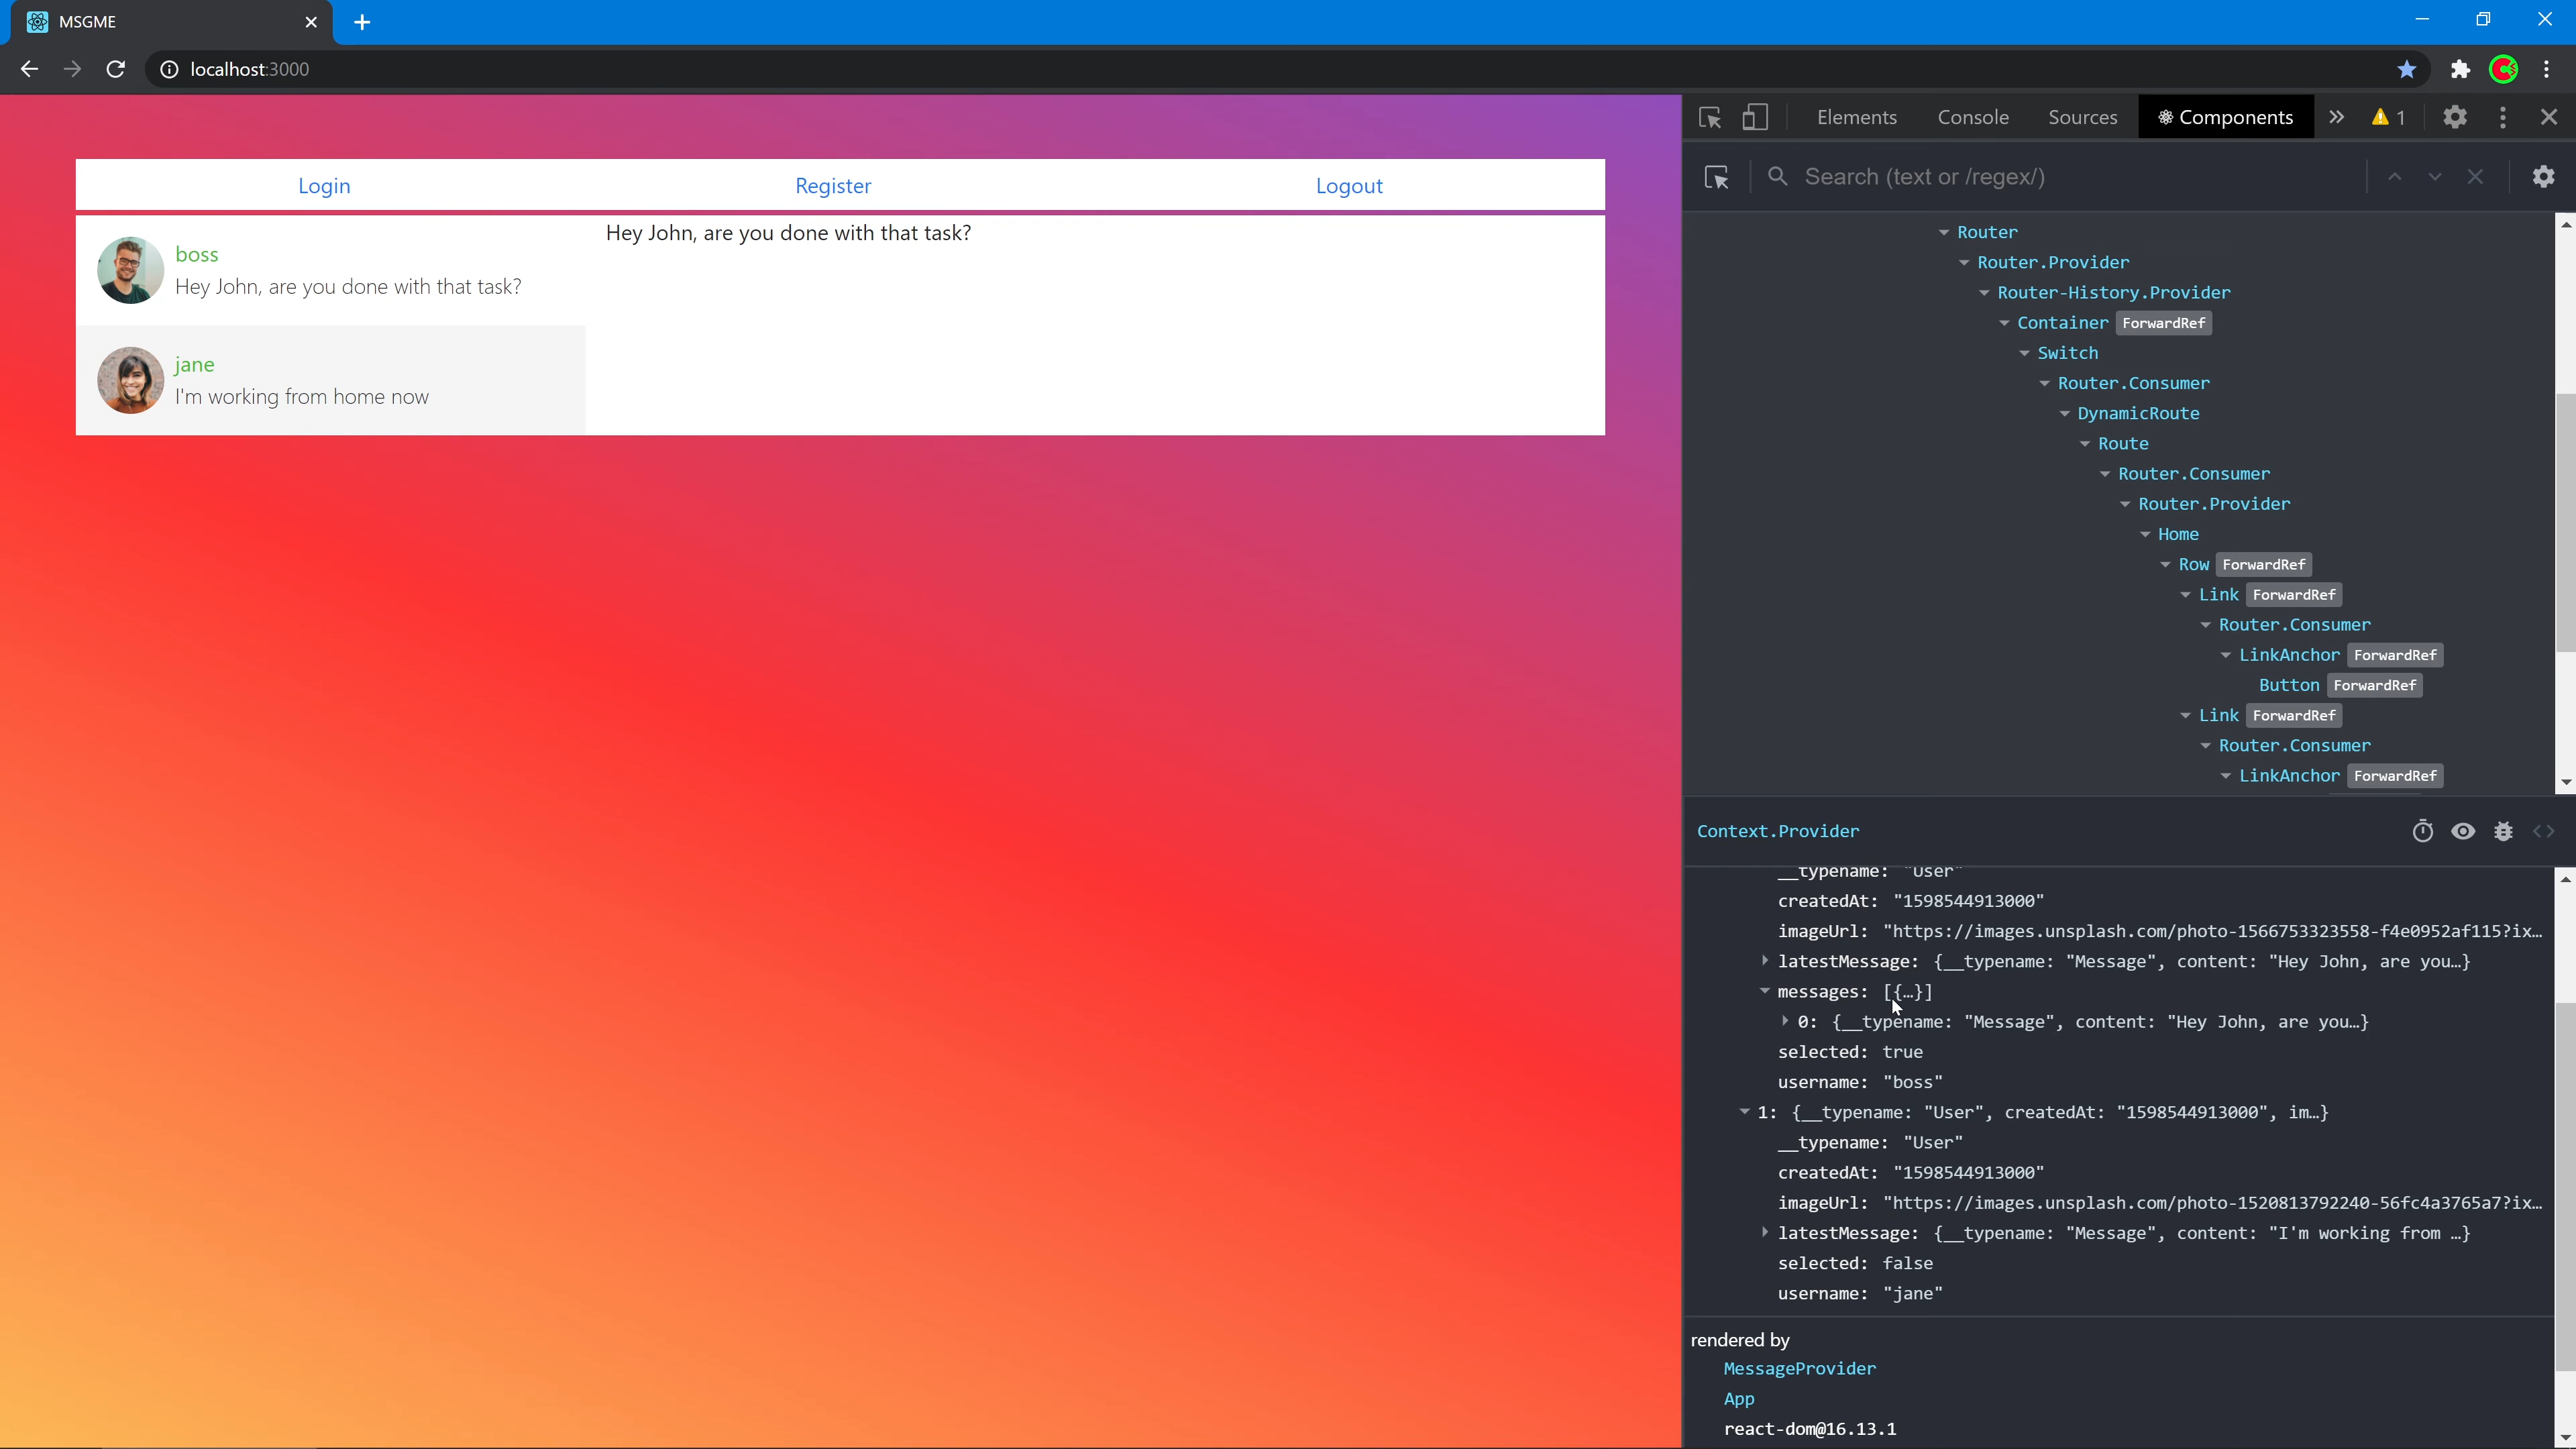 MSGME
localhost:3000
Elements Console Sources Components 1
Search (text or /regex/)
Login Register Logout
boss
Hey John, are you done with that task?
jane
I'm working from home now
Hey John, are you done with that task?
Router
Router.Provider
Router-History.Provider
Container ForwardRef
Switch
Router.Consumer
DynamicRoute
Route
Router.Consumer
Router.Provider
Home
Row ForwardRef
Link ForwardRef
Router.Consumer
LinkAnchor ForwardRef
Button ForwardRef
Link ForwardRef
Router.Consumer
LinkAnchor ForwardRef
Context.Provider
__typename: "User"
createdAt: "1598544913000"
imageUrl: "https://images.unsplash.com/photo-1566753323558-f4e0952af115?ix…
latestMessage: {__typename: "Message", content: "Hey John, are you…}
messages: [{…}]
0: {__typename: "Message", content: "Hey John, are you…}
selected: true
username: "boss"
1: {__typename: "User", createdAt: "1598544913000", im…}
__typename: "User"
createdAt: "1598544913000"
imageUrl: "https://images.unsplash.com/photo-1520813792240-56fc4a3765a7?ix…
latestMessage: {__typename: "Message", content: "I'm working from …}
selected: false
username: "jane"
rendered by
MessageProvider
App
react-dom@16.13.1